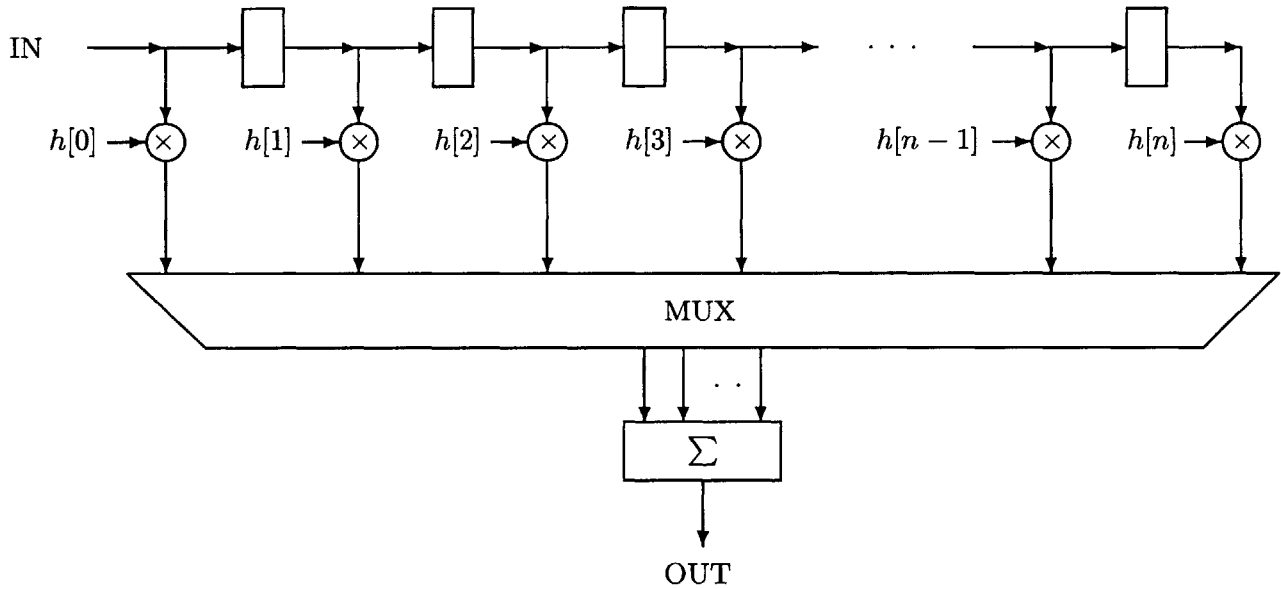 IN
. . .
h[0] × h[1] × h[2] × h[3] × h[n − 1] × h[n] ×
MUX
. .
Σ
OUT